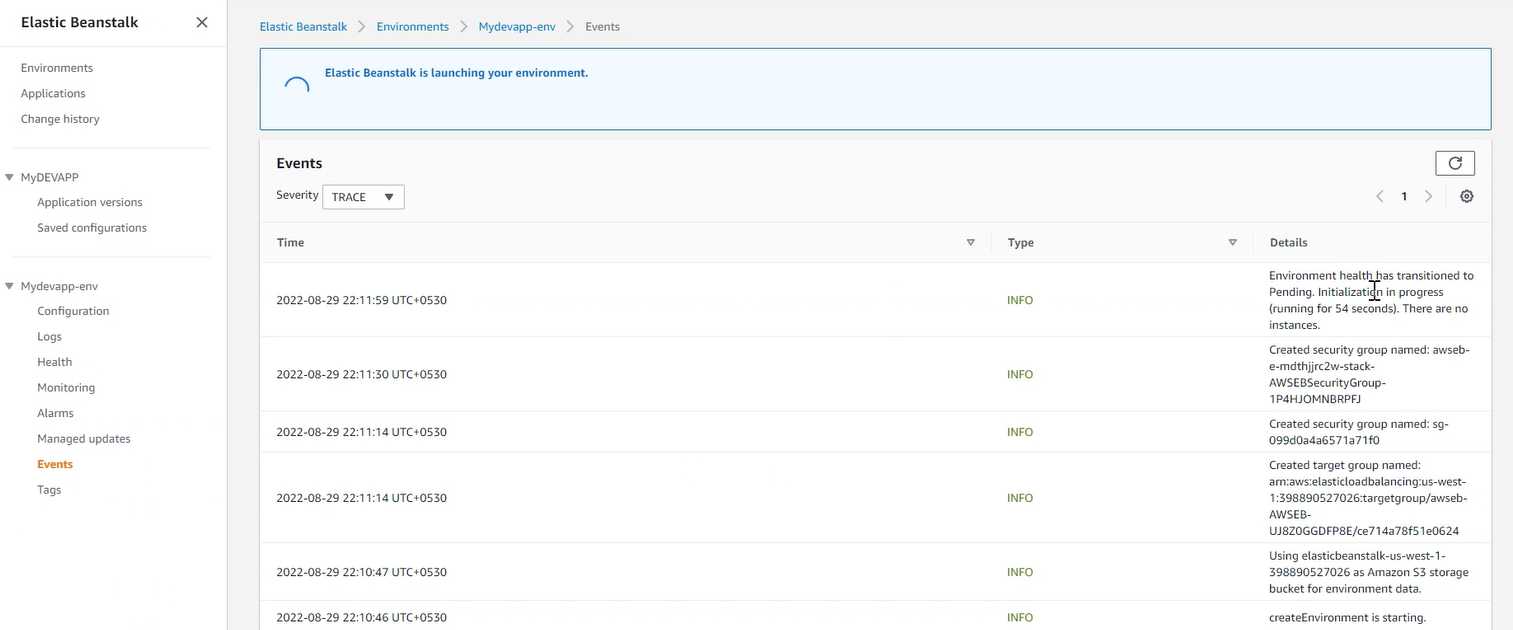 Elastic Beanstalk
Environments
Applications
Change history
MyDEVAPP
Application versions
Saved configurations
Mydevapp-env
Configuration
Logs
Health
Monitoring
Alarms
Managed updates
Events
Tags
Elastic Beanstalk > Environments > Mydevapp-env > Events
Elastic Beanstalk is launching your environment.
Events
Severity TRACE
1
Time Type Details
2022-08-29 22:11:59 UTC+0530 INFO
Environment health has transitioned to
Pending. Initialization in progress
(running for 54 seconds). There are no
instances.
2022-08-29 22:11:30 UTC+0530 INFO
Created security group named: awseb-
e-mdthjjrc2w-stack-
AWSEBSecurityGroup-
1P4HJOMNBRPFJ
2022-08-29 22:11:14 UTC+0530 INFO
Created security group named: sg-
099d0a4a6571a71f0
2022-08-29 22:11:14 UTC+0530 INFO
Created target group named:
arn:aws:elasticloadbalancing:us-west-
1:398890527026:targetgroup/awseb-
AWSEB-
UJ8Z0GGDFP8E/ce714a78f51e0624
2022-08-29 22:10:47 UTC+0530 INFO
Using elasticbeanstalk-us-west-1-
398890527026 as Amazon S3 storage
bucket for environment data.
2022-08-29 22:10:46 UTC+0530 INFO
createEnvironment is starting.